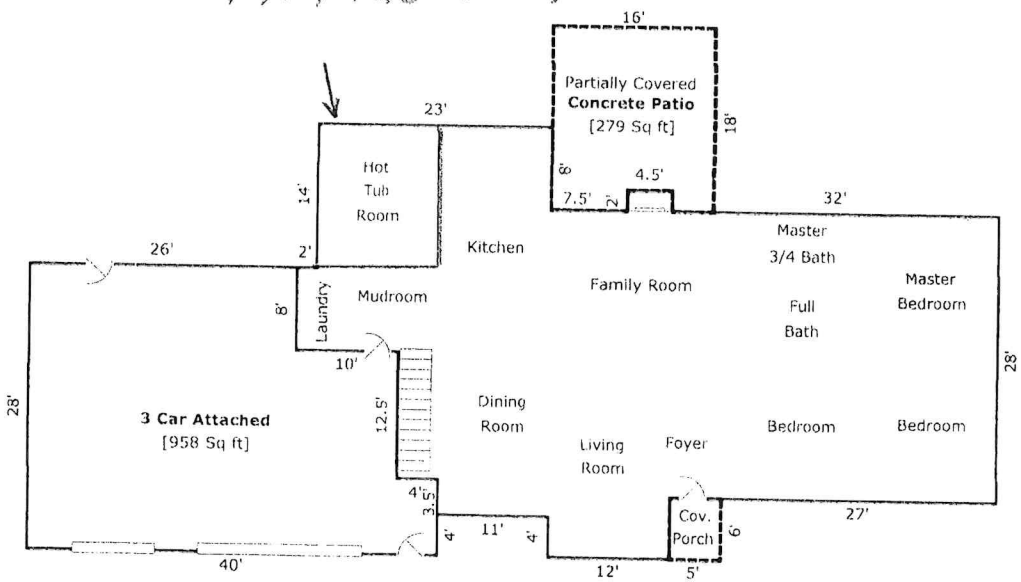 16'
Partially Covered
Concrete Patio
[279 Sq ft]
18'
23'
8'
4.5'
7.5'
2'
32'
Hot
Tub
Room
14'
2'
26'
Kitchen
Master
3/4 Bath
Family Room
Master
Bedroom
Full
Bath
Laundry
Mudroom
8'
10'
28'
28'
3 Car Attached
[958 Sq ft]
12.5'
Dining
Room
Living
Room
Foyer
Bedroom
Bedroom
4'
3.5'
4'
11'
4'
Cov.
Porch
6'
27'
40'
12'
5'